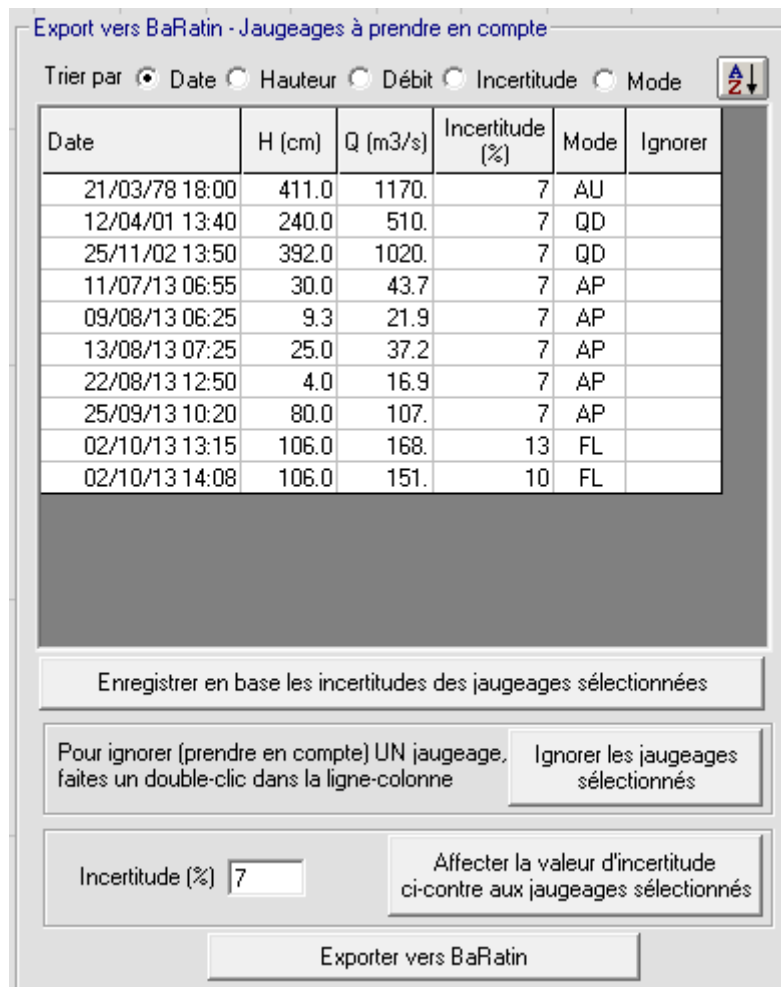 Export vers BaRatin - Jaugeages à prendre en compte
Trier par Date Hauteur Débit Incertitude Mode AZ
Date H (cm) Q (m3/s) Incertitude (%) Mode Ignorer
21/03/78 18:00 411.0 1170. 7 AU
12/04/01 13:40 240.0 510. 7 QD
25/11/02 13:50 392.0 1020. 7 QD
11/07/13 06:55 30.0 43.7 7 AP
09/08/13 06:25 9.3 21.9 7 AP
13/08/13 07:25 25.0 37.2 7 AP
22/08/13 12:50 4.0 16.9 7 AP
25/09/13 10:20 80.0 107. 7 AP
02/10/13 13:15 106.0 168. 13 FL
02/10/13 14:08 106.0 151. 10 FL
Enregistrer en base les incertitudes des jaugeages sélectionnées
Pour ignorer (prendre en compte) UN jaugeage,
faites un double-clic dans la ligne-colonne
Ignorer les jaugeages
sélectionnés
Incertitude (%) 7
Affecter la valeur d'incertitude
ci-contre aux jaugeages sélectionnés
Exporter vers BaRatin